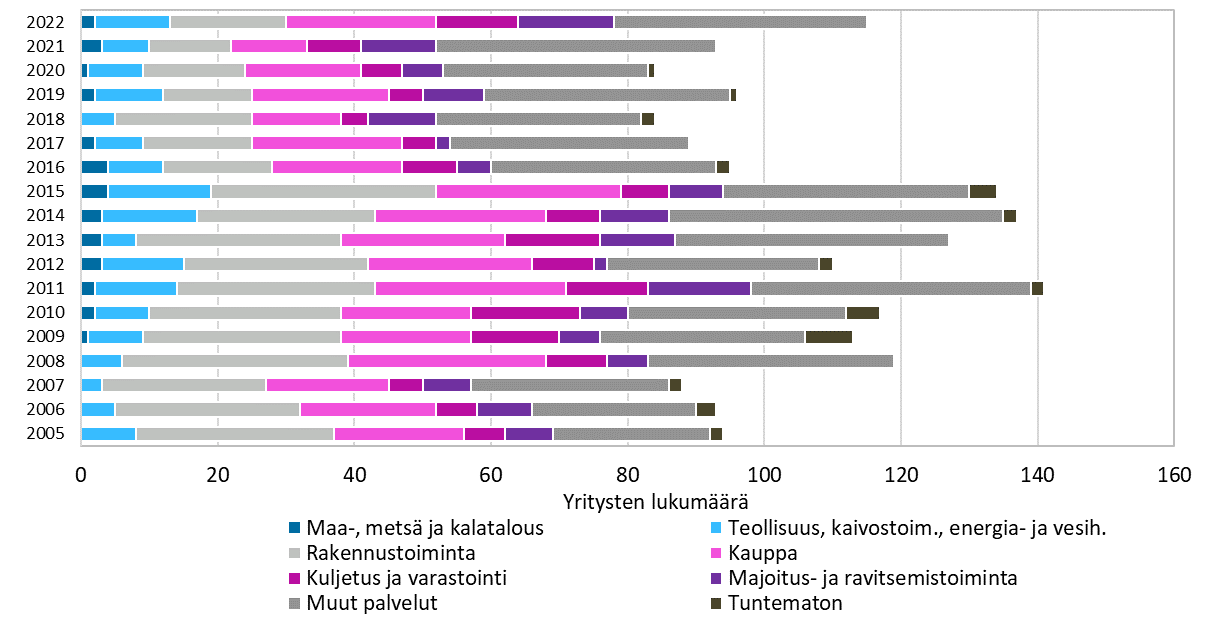 2022
2021
2020
2019
2018
2017
2016
2015
2014
2013
2012
2011
2010
2009
2008
2007
2006
2005
0 20 40 60 80 100 120 140 160
Yritysten lukumäärä
Maa-, metsä ja kalatalous
Teollisuus, kaivostoim., energia- ja vesih.
Rakennustoiminta
Kauppa
Kuljetus ja varastointi
Majoitus- ja ravitsemistoiminta
Muut palvelut
Tuntematon